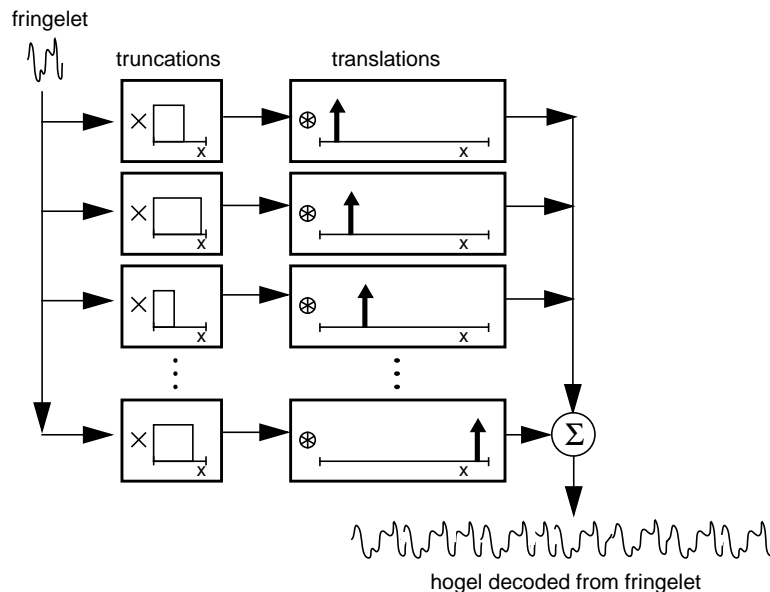 fringelet
truncations
translations
×
x
⊛
x
×
x
⊛
x
×
x
⊛
x
×
x
⊛
x
Σ
hogel decoded from fringelet